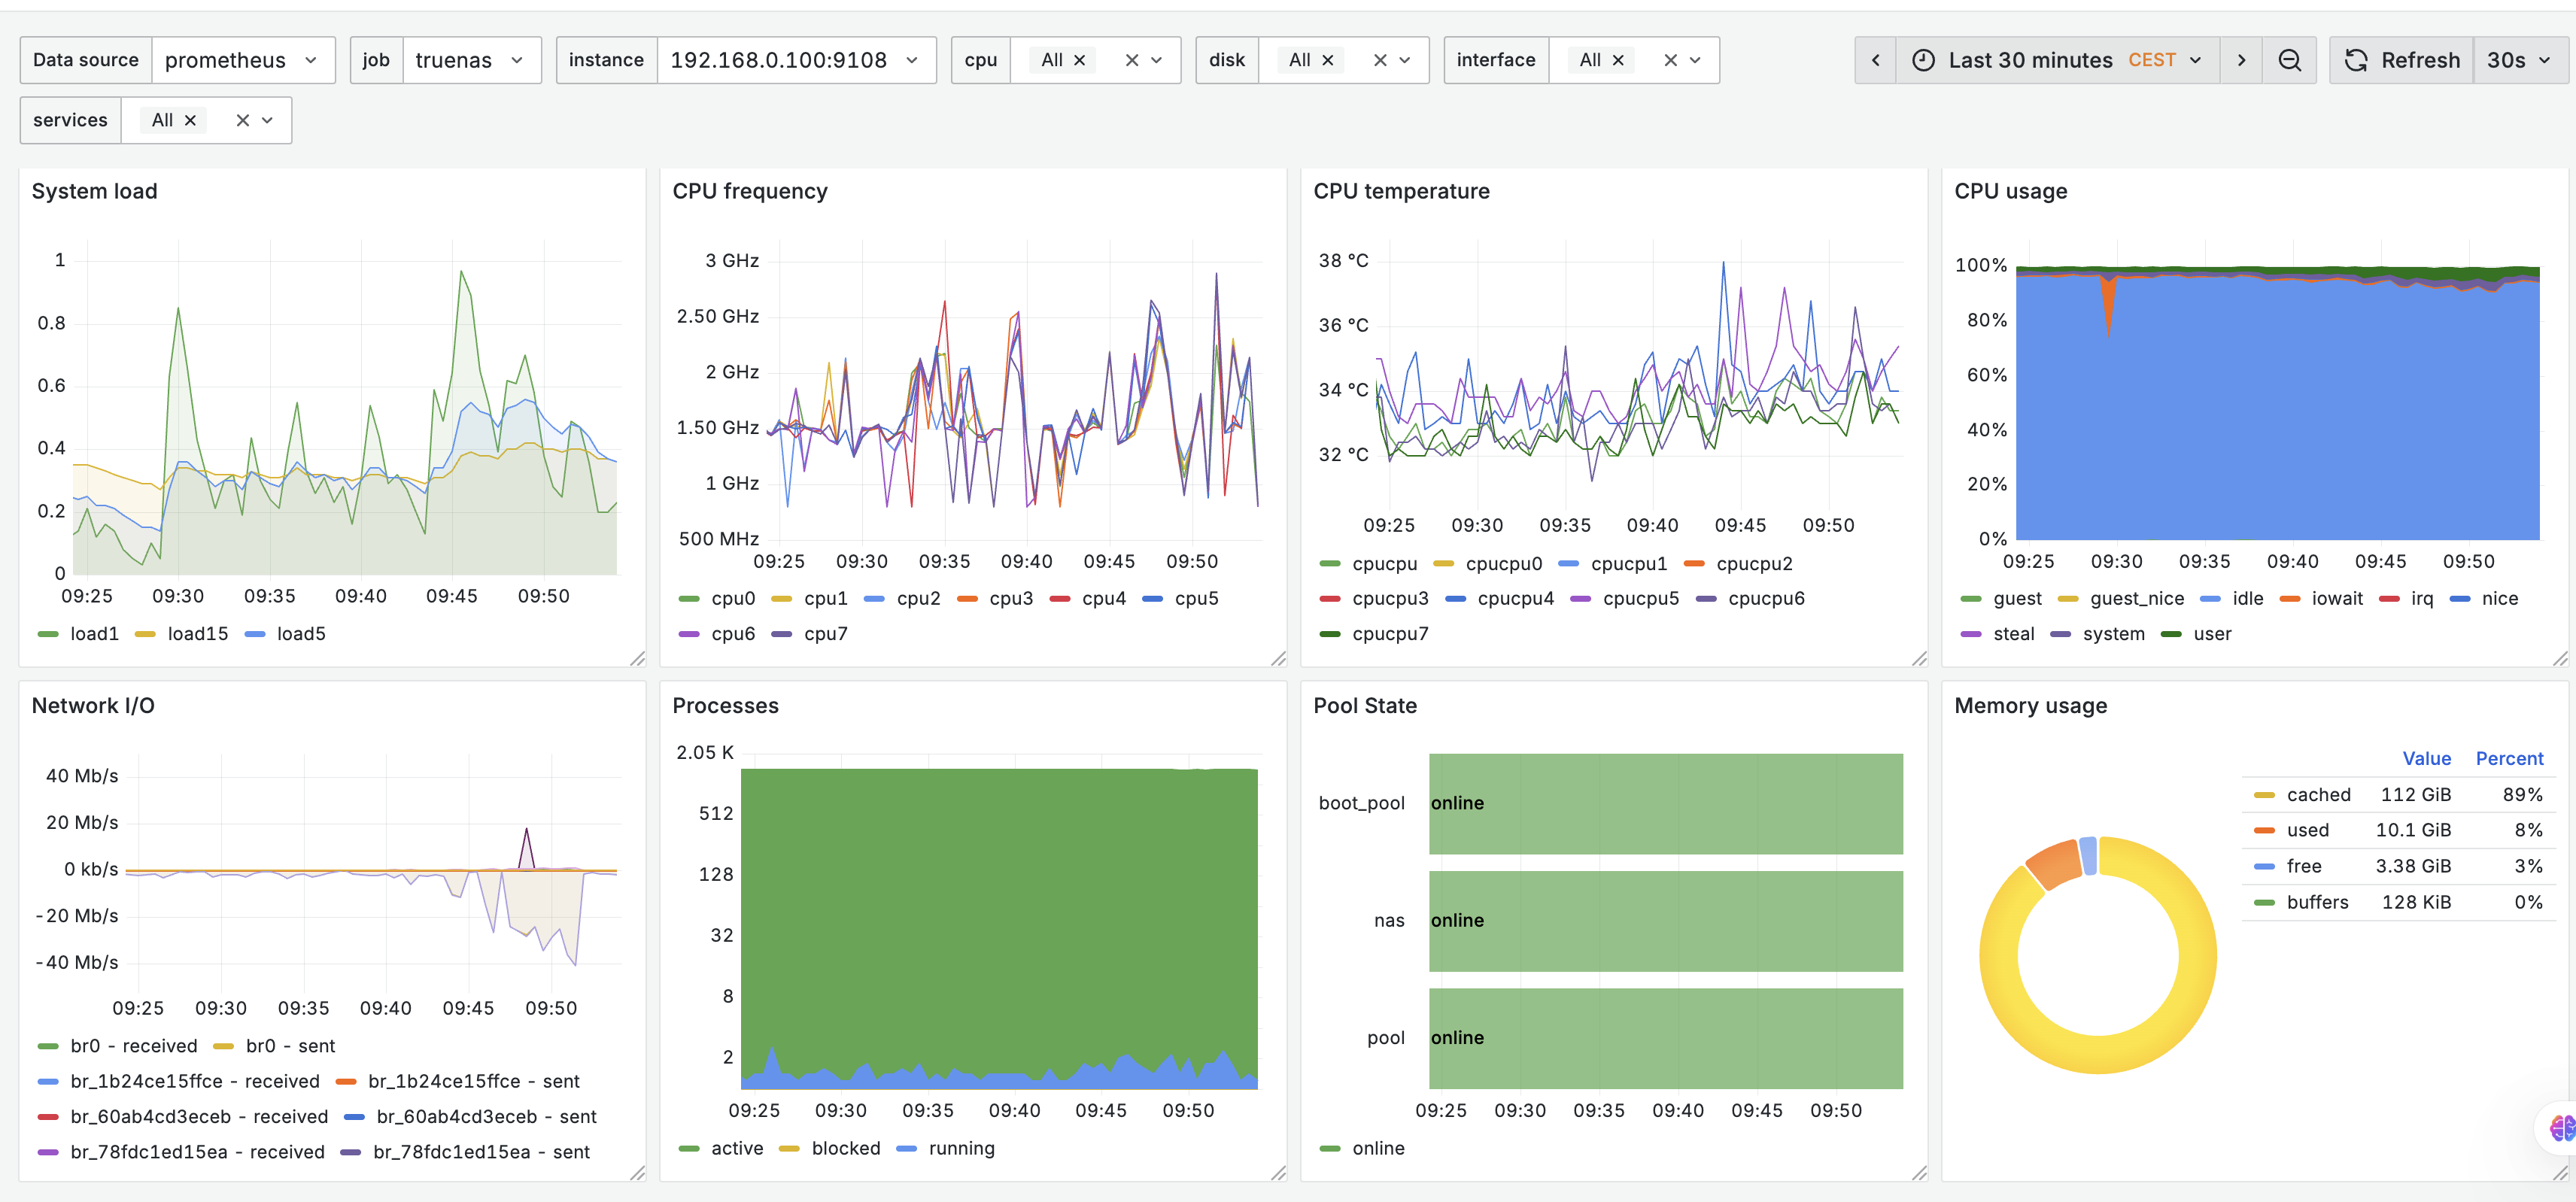 Data source prometheus job truenas instance 192.168.0.100:9108 cpu All disk All interface All Last 30 minutes CEST Refresh 30s
services All
System load
1
0.8
0.6
0.4
0.2
0
09:25 09:30 09:35 09:40 09:45 09:50
load1 load15 load5
CPU frequency
3 GHz
2.50 GHz
2 GHz
1.50 GHz
1 GHz
500 MHz
09:25 09:30 09:35 09:40 09:45 09:50
cpu0 cpu1 cpu2 cpu3 cpu4 cpu5
cpu6 cpu7
CPU temperature
38 °C
36 °C
34 °C
32 °C
09:25 09:30 09:35 09:40 09:45 09:50
cpucpu cpucpu0 cpucpu1 cpucpu2
cpucpu3 cpucpu4 cpucpu5 cpucpu6
cpucpu7
CPU usage
100%
80%
60%
40%
20%
0%
09:25 09:30 09:35 09:40 09:45 09:50
guest guest_nice idle iowait irq nice
steal system user
Network I/O
40 Mb/s
20 Mb/s
0 kb/s
-20 Mb/s
-40 Mb/s
09:25 09:30 09:35 09:40 09:45 09:50
br0 - received br0 - sent
br_1b24ce15ffce - received br_1b24ce15ffce - sent
br_60ab4cd3eceb - received br_60ab4cd3eceb - sent
br_78fdc1ed15ea - received br_78fdc1ed15ea - sent
Processes
2.05 K
512
128
32
8
2
09:25 09:30 09:35 09:40 09:45 09:50
active blocked running
Pool State
boot_pool online
nas online
pool online
09:25 09:30 09:35 09:40 09:45 09:50
online
Memory usage
Value Percent
cached 112 GiB 89%
used 10.1 GiB 8%
free 3.38 GiB 3%
buffers 128 KiB 0%